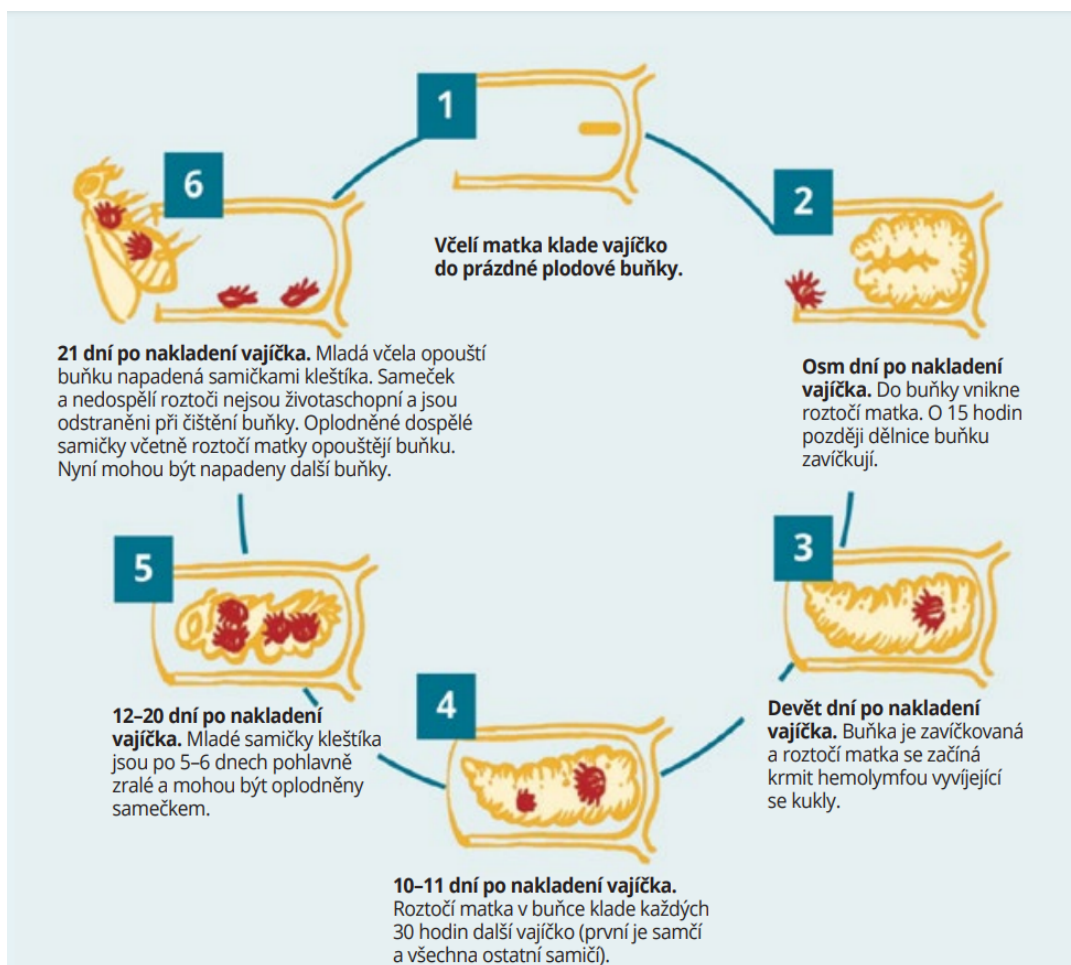 1
Včelí matka klade vajíčko
do prázdné plodové buňky.
2
Osm dní po nakladení
vajíčka. Do buňky vnikne
roztočí matka. O 15 hodin
později dělnice buňku
zavíčkují.
3
Devět dní po nakladení
vajíčka. Buňka je zavíčkovaná
a roztočí matka se začíná
krmit hemolymfou vyvíjející
se kukly.
4
10–11 dní po nakladení vajíčka.
Roztočí matka v buňce klade každých
30 hodin další vajíčko (první je samčí
a všechna ostatní samičí).
5
12–20 dní po nakladení
vajíčka. Mladé samičky kleštíka
jsou po 5–6 dnech pohlavně
zralé a mohou být oplodněny
samečkem.
6
21 dní po nakladení vajíčka. Mladá včela opouští
buňku napadená samičkami kleštíka. Sameček
a nedospělí roztoči nejsou životaschopní a jsou
odstraněni při čištění buňky. Oplodněné dospělé
samičky včetně roztočí matky opouštějí buňku.
Nyní mohou být napadeny další buňky.